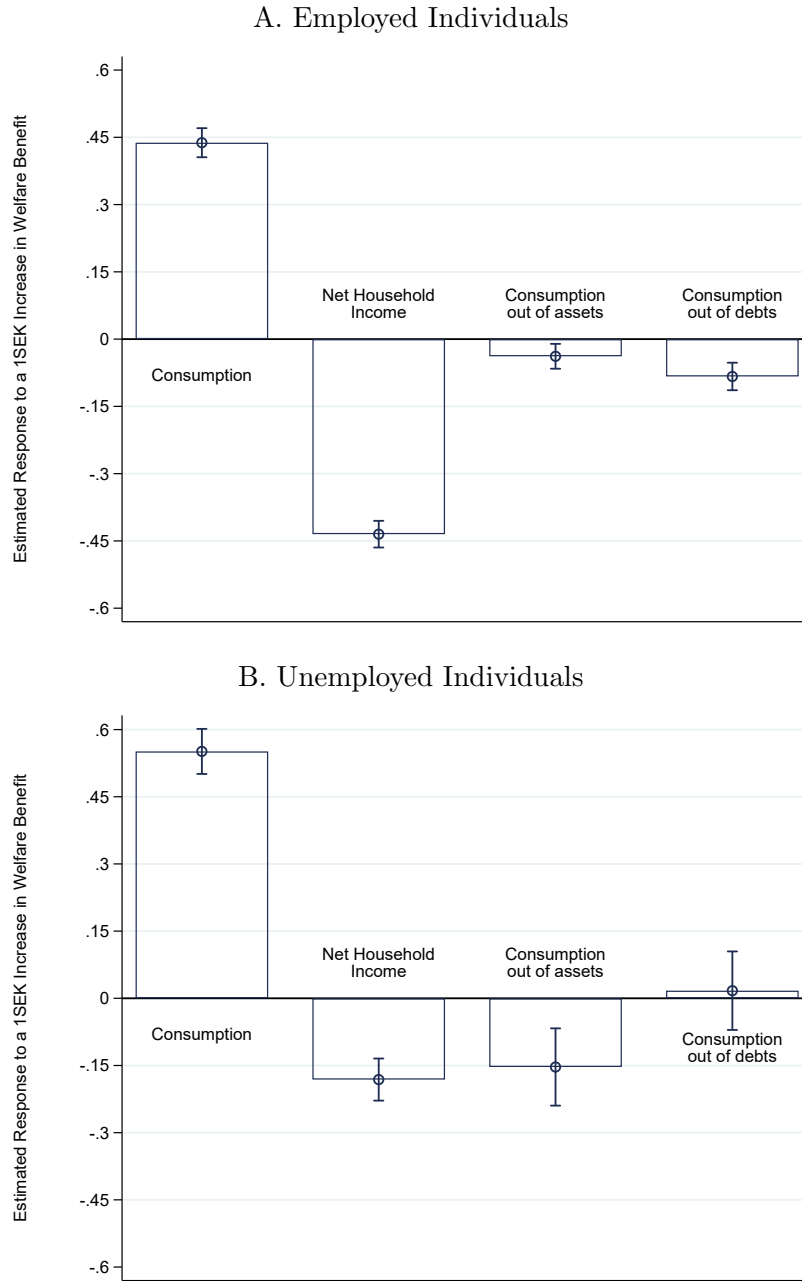 A. Employed Individuals
Estimated Response to a 1SEK Increase in Welfare Benefit
.6
.45
.3
.15
0
-.15
-.3
-.45
-.6
Net Household
Income
Consumption
out of assets
Consumption
out of debts
Consumption
B. Unemployed Individuals
Estimated Response to a 1SEK Increase in Welfare Benefit
.6
.45
.3
.15
0
-.15
-.3
-.45
-.6
Net Household
Income
Consumption
out of assets
Consumption
Consumption
out of debts